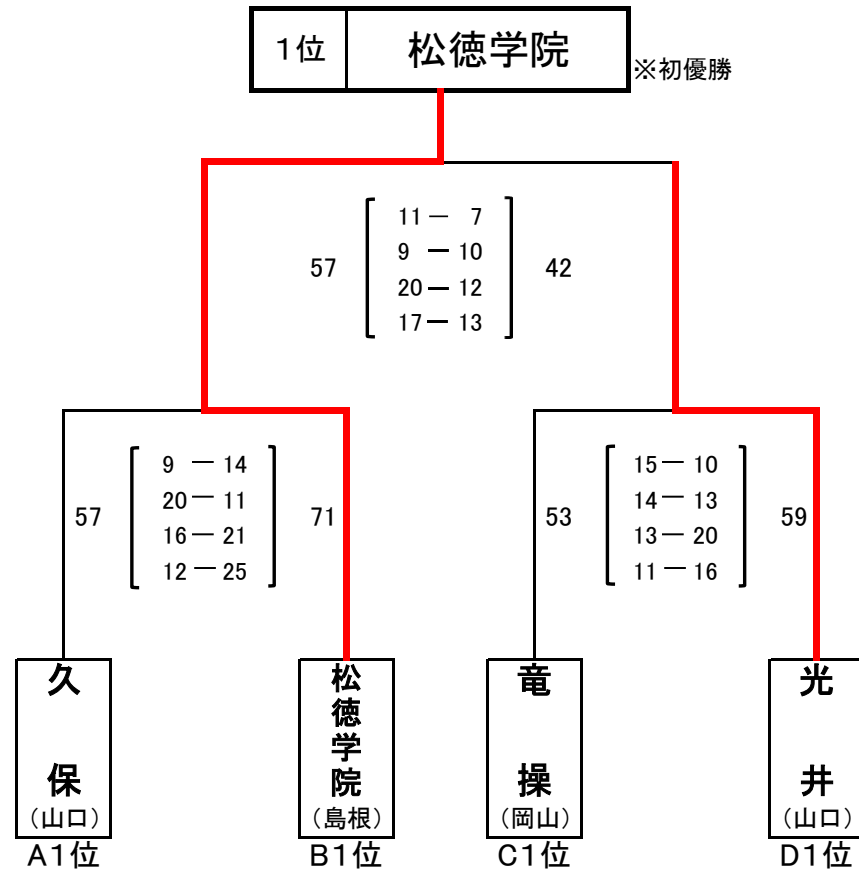 1位 松徳学院 ※初優勝
11― 7
9 ― 10
57 42
20― 12
17― 13
9 ― 14
20― 11
57 71
16― 21
12― 25
15― 10
14― 13
53 59
13― 20
11― 16
久保
(山口)
A1位
松徳学院
(島根)
B1位
竜操
(岡山)
C1位
光井
(山口)
D1位